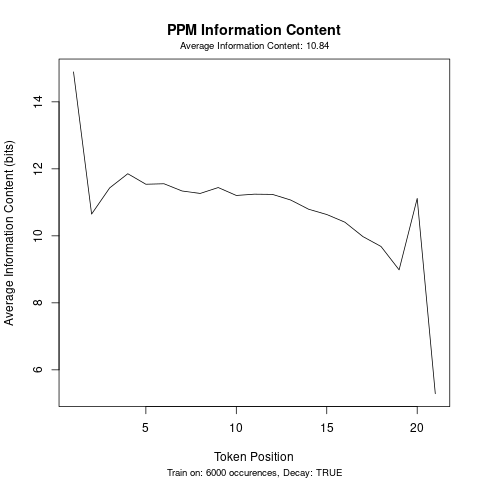 PPM Information Content
Average Information Content: 10.84
Average Information Content (bits)
14
12
10
8
6
5
10
15
20
Token Position
Train on: 6000 occurences, Decay: TRUE